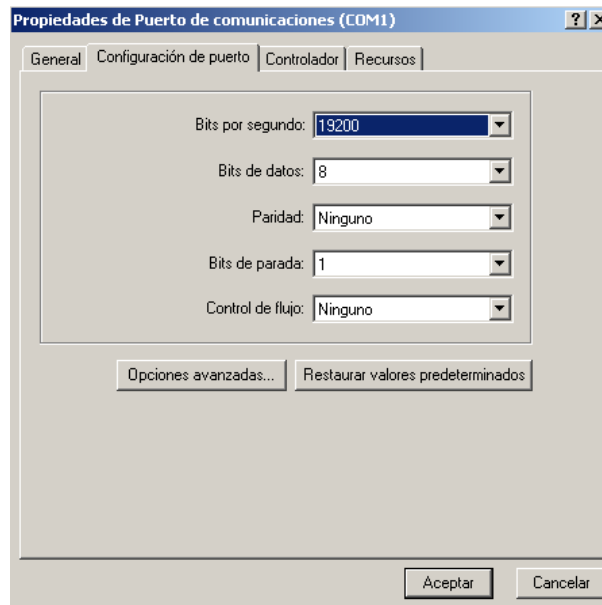 Propiedades de Puerto de comunicaciones (COM1)
General Configuración de puerto Controlador Recursos
Bits por segundo: 19200
Bits de datos: 8
Paridad: Ninguno
Bits de parada: 1
Control de flujo: Ninguno
Opciones avanzadas... Restaurar valores predeterminados
Aceptar Cancelar